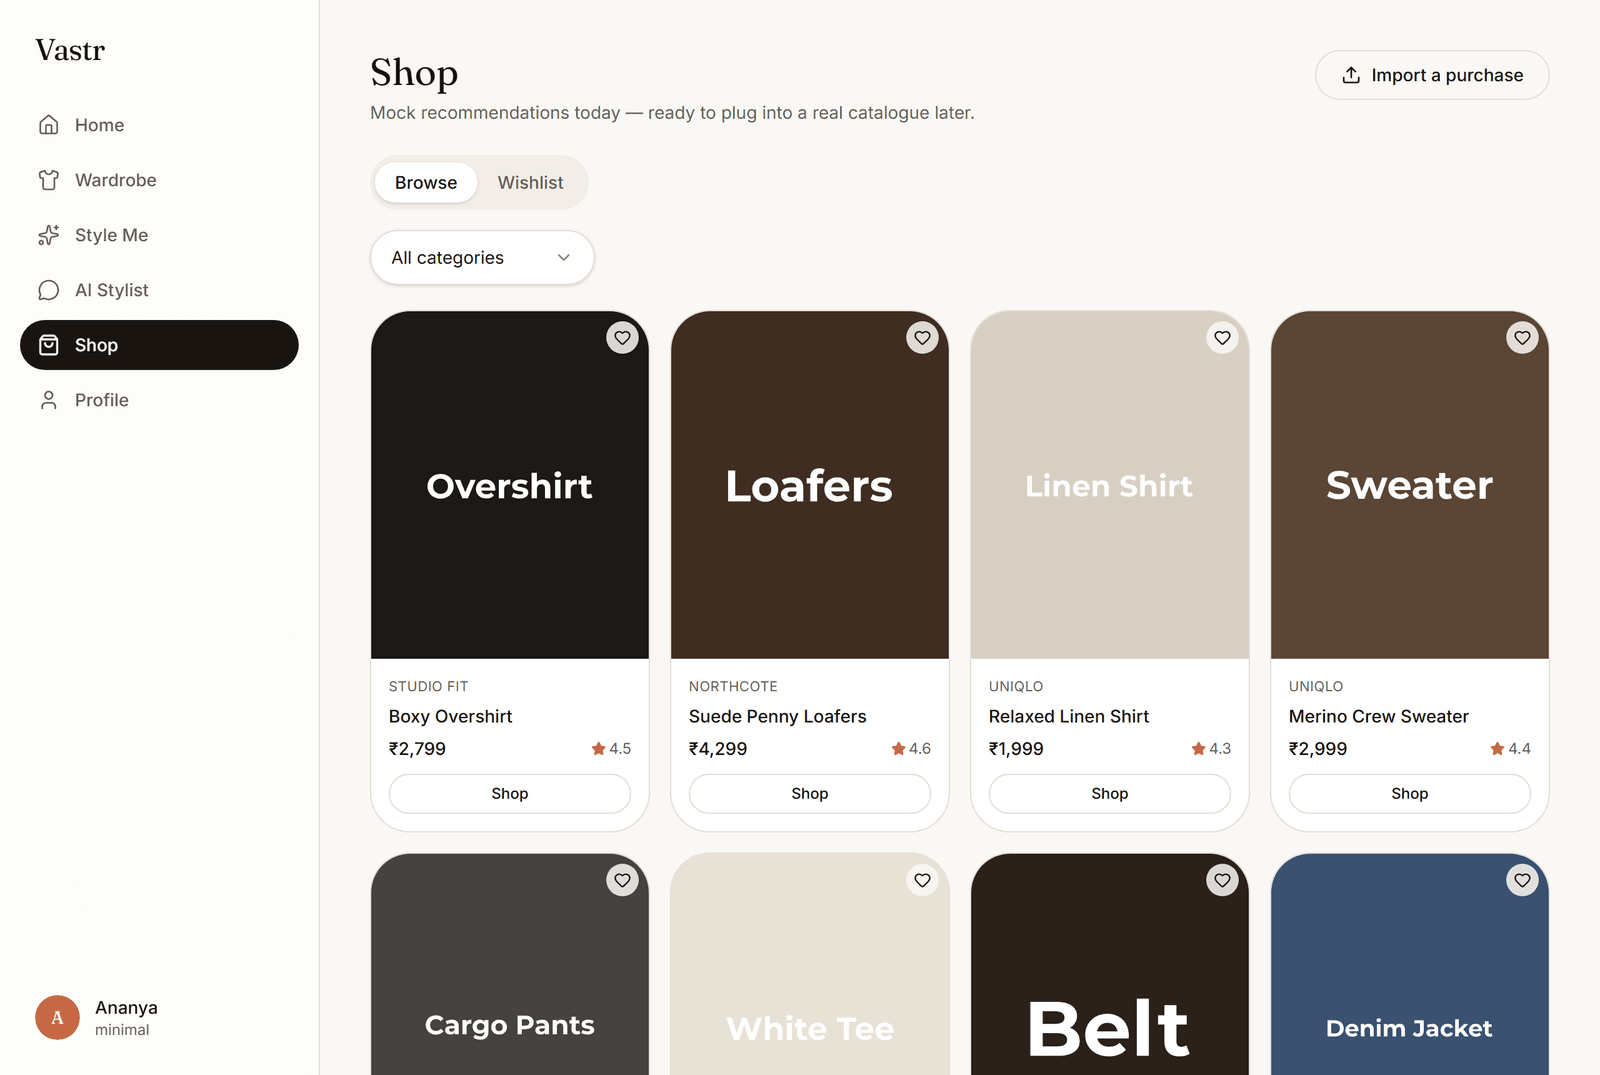 Vastr
Home
Wardrobe
Style Me
AI Stylist
Shop
Profile
Ananya
A
minimal
Shop
Mock recommendations today — ready to plug into a real catalogue later.
Import a purchase
Browse
Wishlist
All categories
Overshirt
STUDIO FIT
Boxy Overshirt
₹2,799
4.5
Shop
Loafers
NORTHCOTE
Suede Penny Loafers
₹4,299
4.6
Shop
Linen Shirt
UNIQLO
Relaxed Linen Shirt
₹1,999
4.3
Shop
Sweater
UNIQLO
Merino Crew Sweater
₹2,999
4.4
Shop
Cargo Pants
White Tee
Belt
Denim Jacket